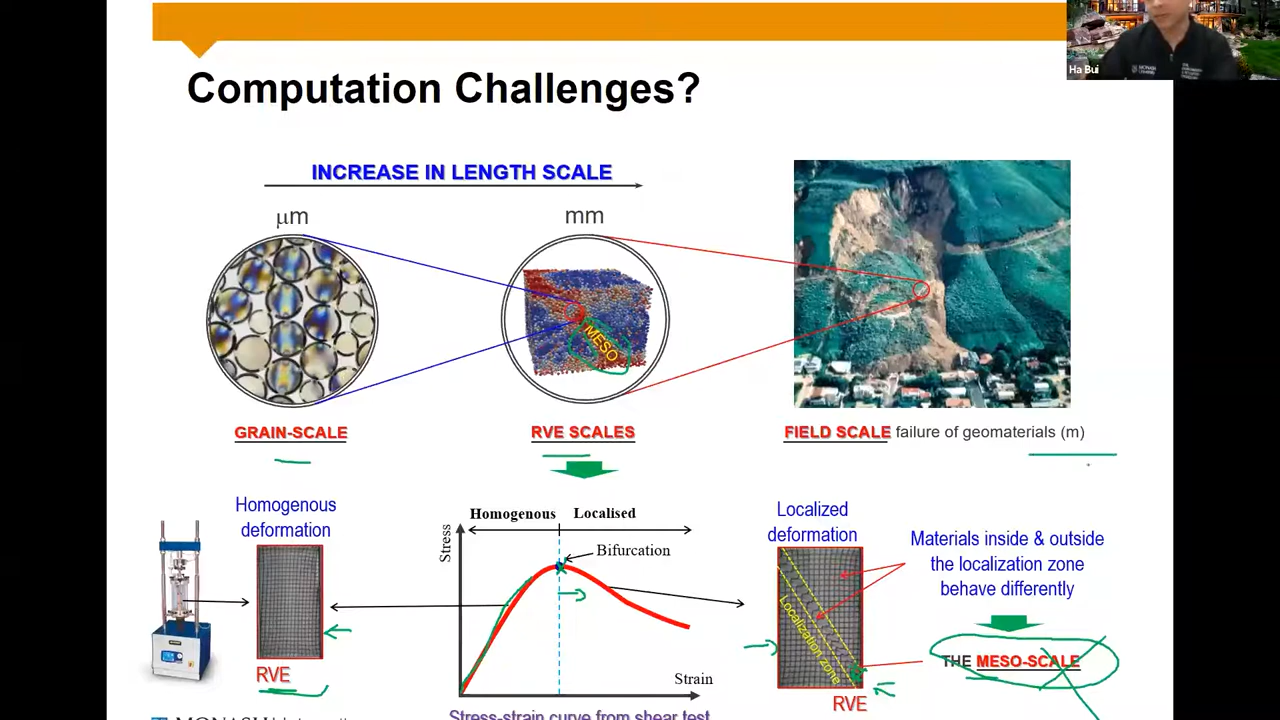 Ha Bui
Computation Challenges?
INCREASE IN LENGTH SCALE
μm
mm
MESO
GRAIN-SCALE
RVE SCALES
FIELD SCALE failure of geomaterials (m)
Homogenous
deformation
RVE
Homogenous
Localised
Bifurcation
Stress
Strain
Stress-strain curve from shear test
Localized
deformation
Localization zone
RVE
Materials inside & outside
the localization zone
behave differently
THE MESO-SCALE
MONASH